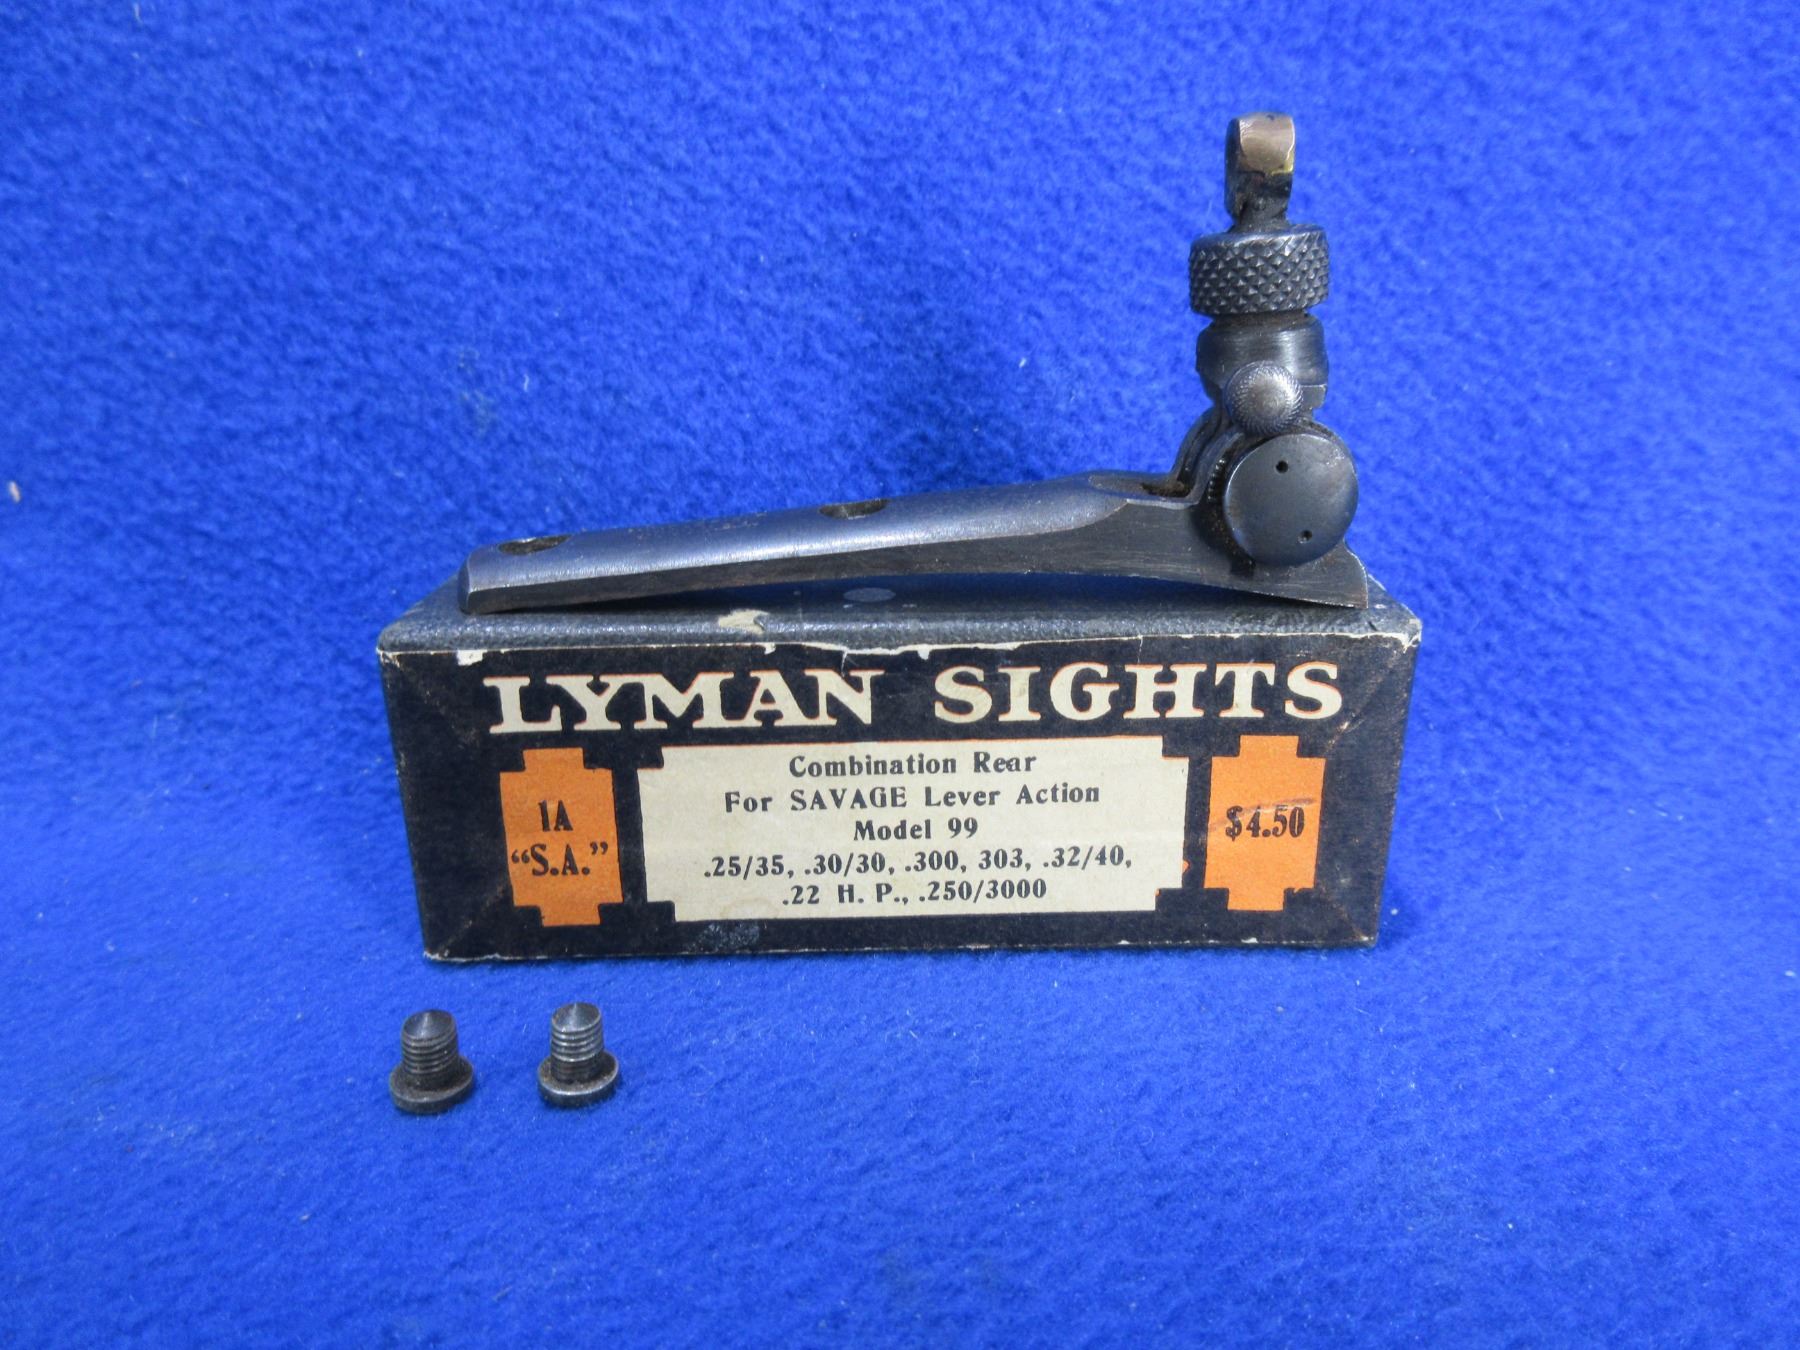 LYMAN SIGHTS
1A
"S.A."
Combination Rear
For SAVAGE Lever Action
Model 99
.25/35, .30/30, .300, 303, .32/40,
.22 H. P., .250/3000
$4.50